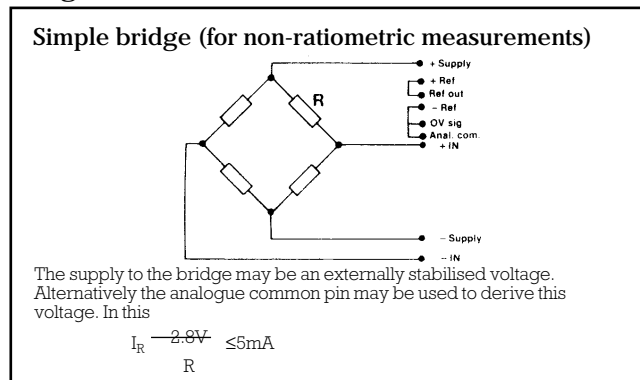 Simple bridge (for non-ratiometric measurements)
+ Supply
+ Ref
R
Ref out
– Ref
OV sig
Anal. com.
+ IN
– Supply
– IN
The supply to the bridge may be an externally stabilised voltage.
Alternatively the analogue common pin may be used to derive this
voltage. In this
IR 2.8V ≤5mA
R